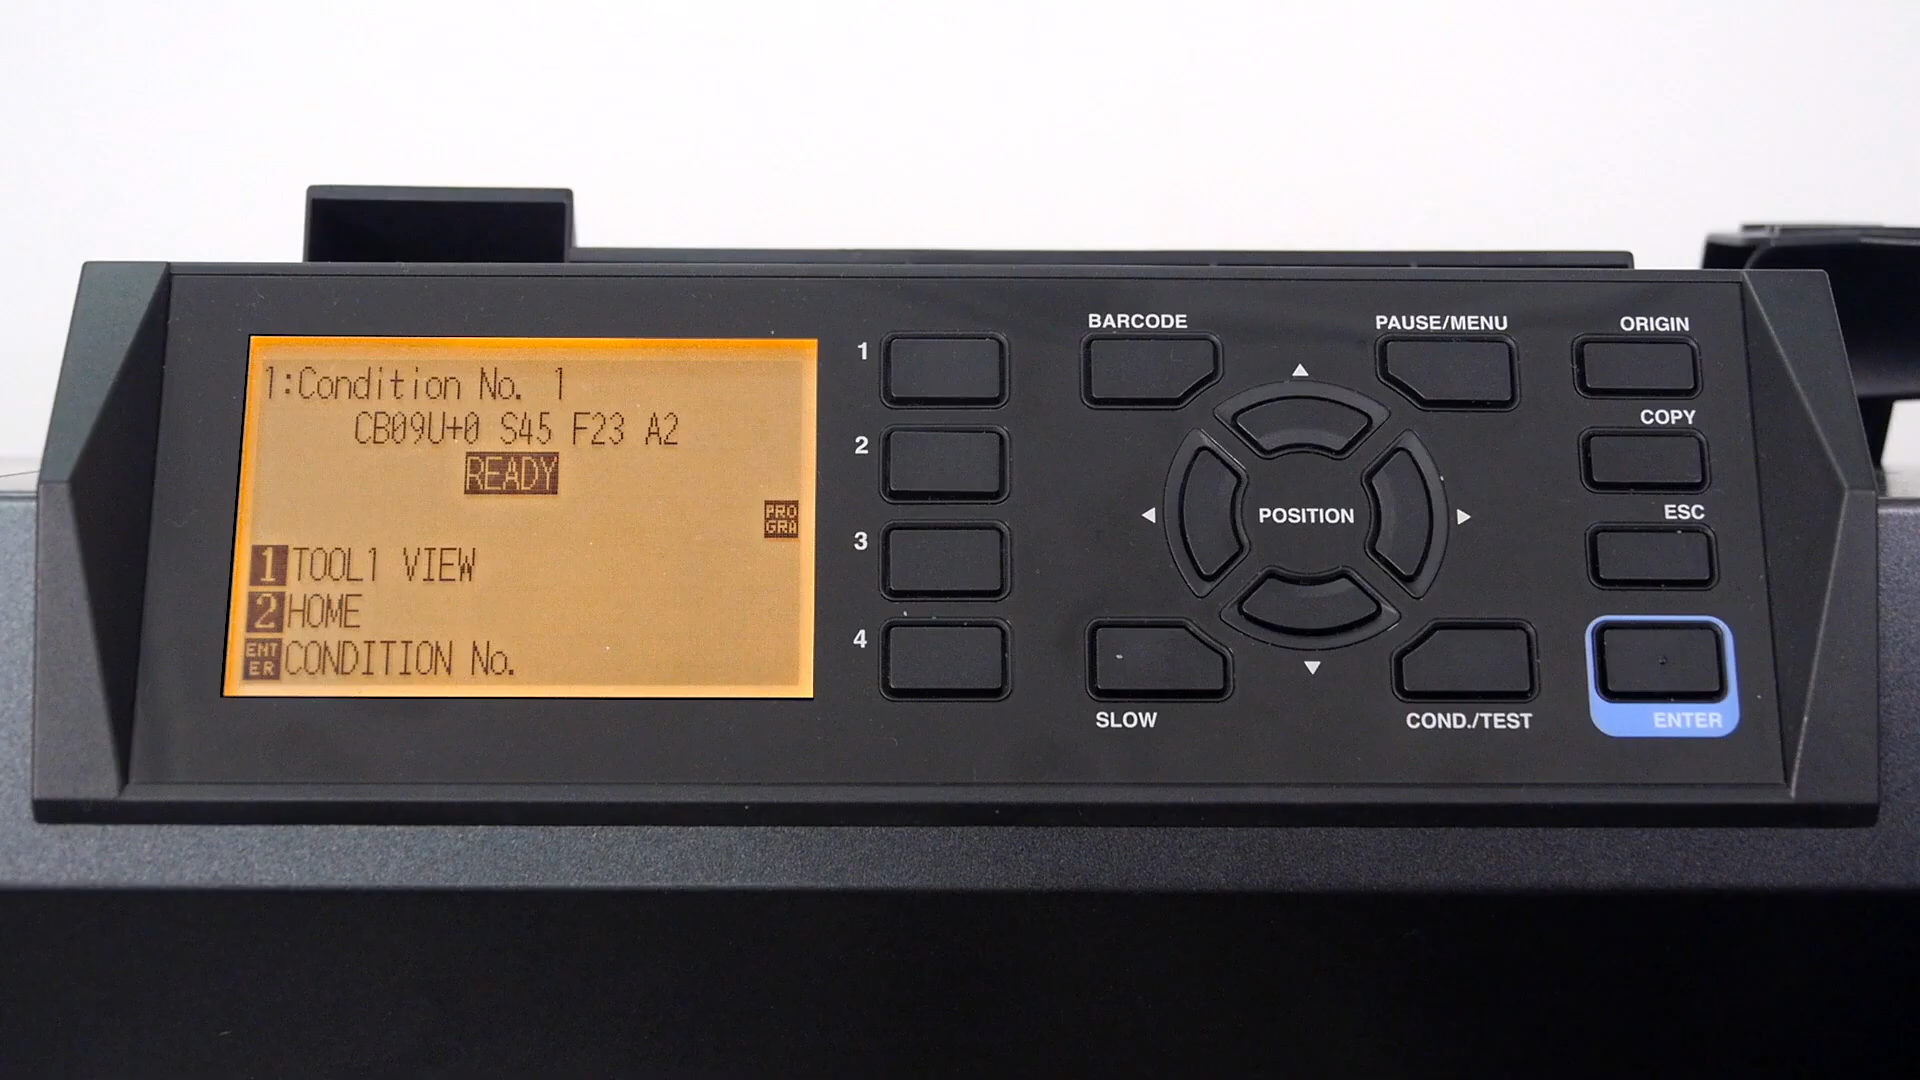 1:Condition No. 1
CB09U+0 S45 F23 A2
READY
PRO
GRA
1 TOOL1 VIEW
2 HOME
ENT
ER CONDITION No.
1
2
3
4
BARCODE
PAUSE/MENU
ORIGIN
COPY
POSITION
ESC
SLOW
COND./TEST
ENTER